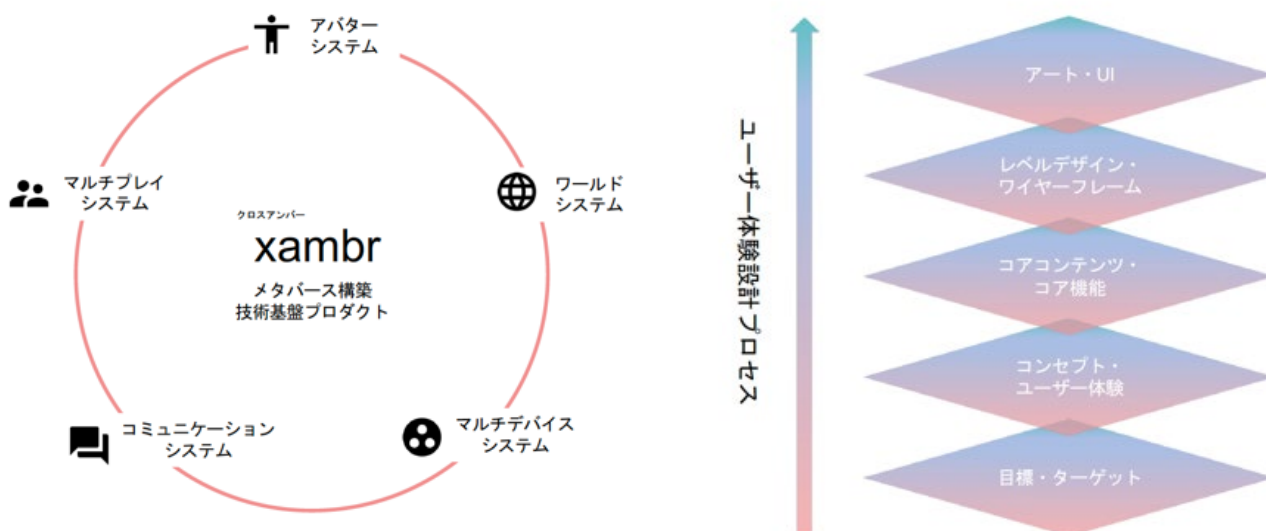 アバター
システム
マルチプレイ
システム
ワールド
システム
クロスアンバー
xambr
メタバース構築
技術基盤プロダクト
コミュニケーション
システム
マルチデバイス
システム
ユーザー体験設計プロセス
アート・UI
レベルデザイン・
ワイヤーフレーム
コアコンテンツ・
コア機能
コンセプト・
ユーザー体験
目標・ターゲット